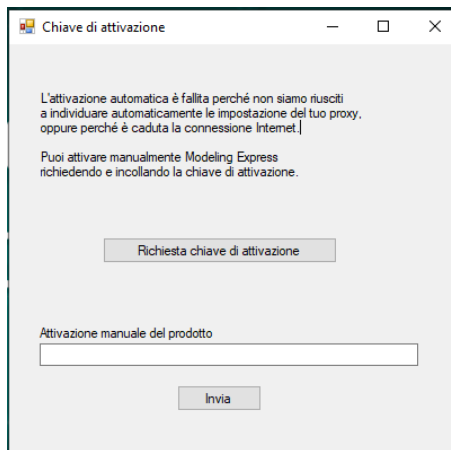 Chiave di attivazione
L'attivazione automatica è fallita perché non siamo riusciti
a individuare automaticamente le impostazione del tuo proxy,
oppure perché è caduta la connessione Internet.
Puoi attivare manualmente Modeling Express
richiedendo e incollando la chiave di attivazione.
Richiesta chiave di attivazione
Attivazione manuale del prodotto
Invia